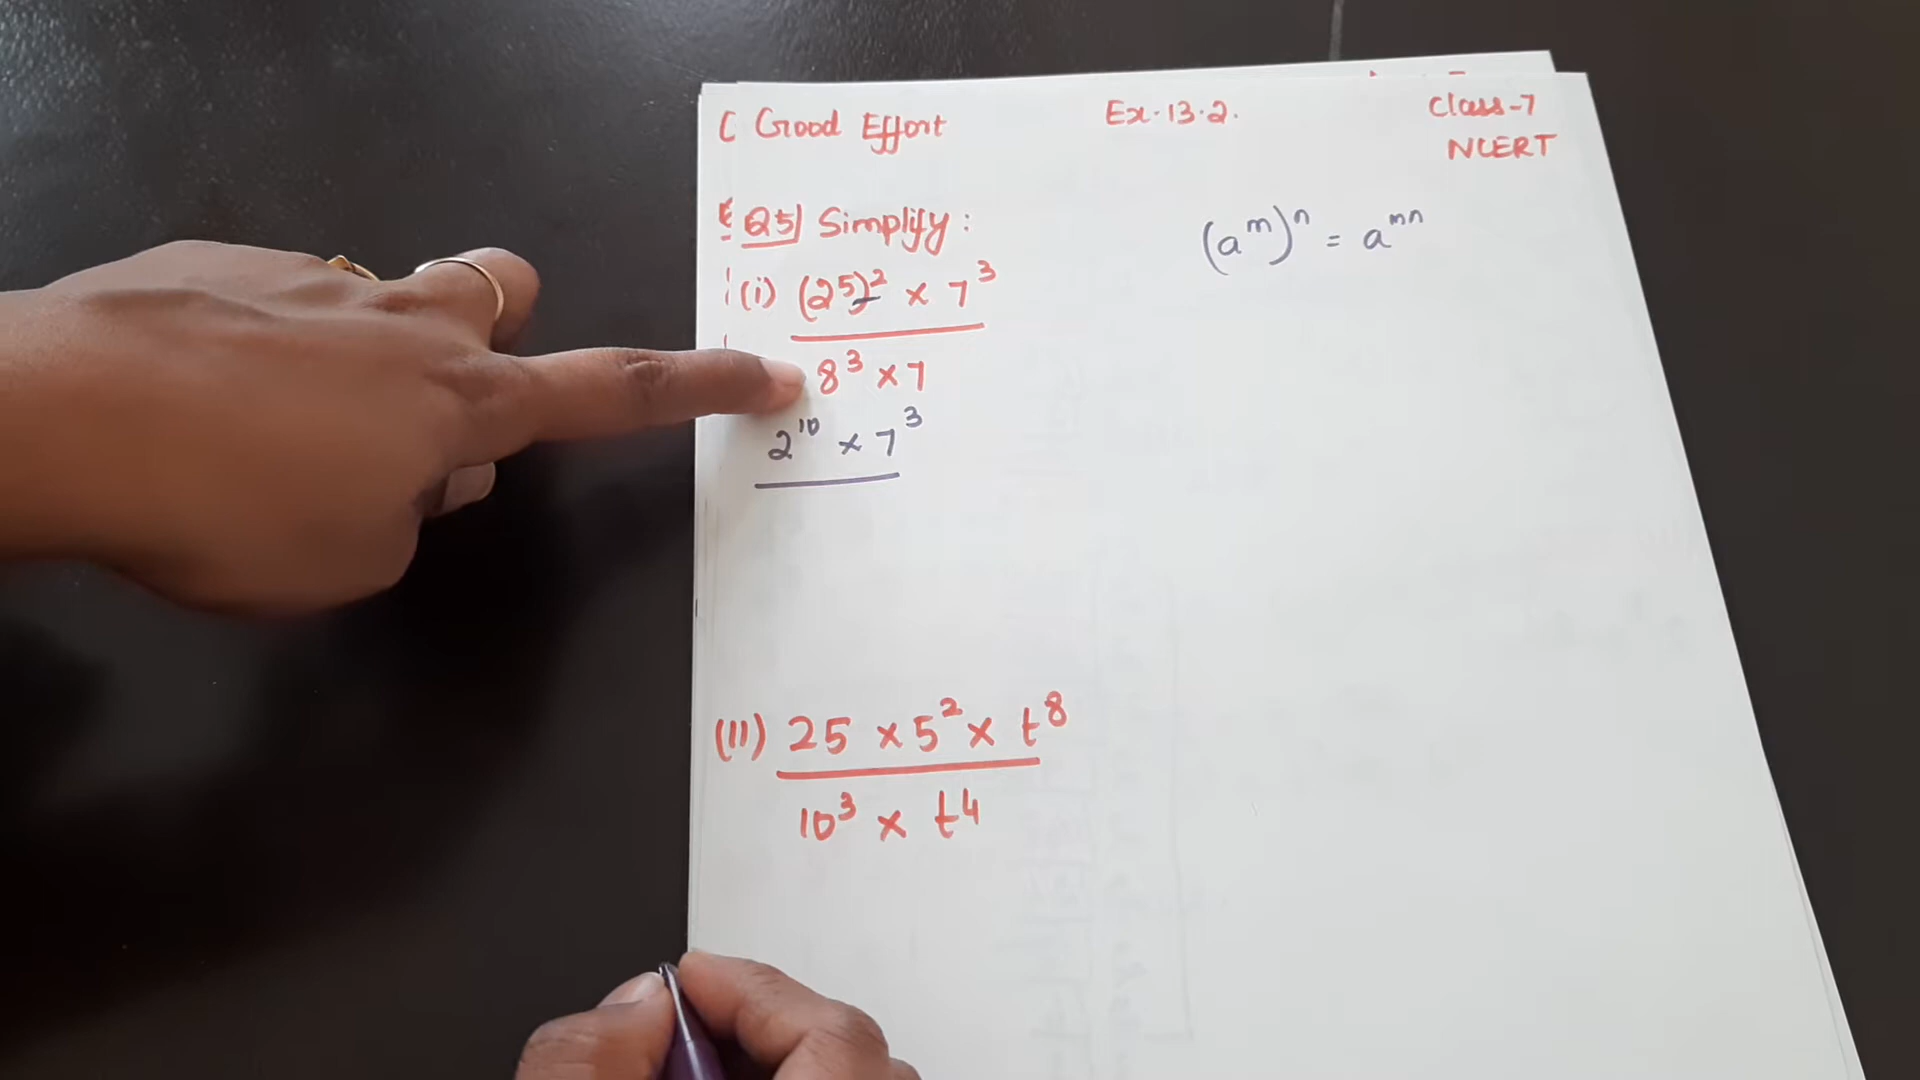 Good Effort Ex.13.2. Class-7
NCERT
Q5) Simplify:
(a^m)^n = a^mn
(i) (2^5)^2 × 7^3
8^3 × 7
2^10 × 7^3
(II) 25 × 5^2 × t^8
10^3 × t^4